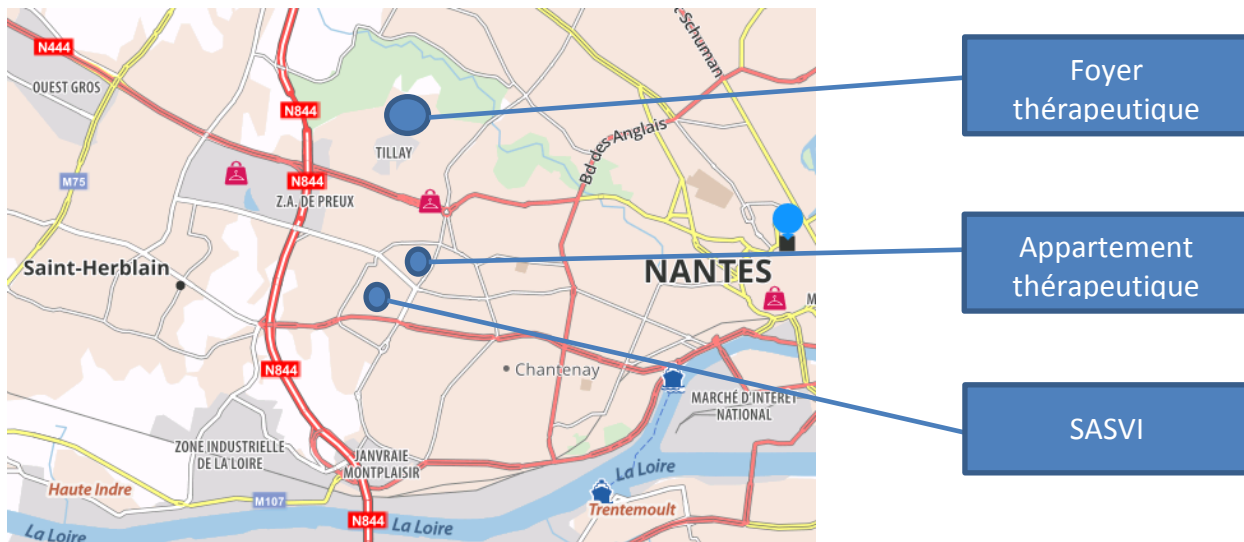 N444
OUEST GROS
N844
Schuman
Bd des Anglais
TILLAY
M75
N844
Z.A. DE PREUX
Saint-Herblain
NANTES
M
N844
Chantenay
MARCHÉ D'INTÉRÊT
NATIONAL
ZONE INDUSTRIELLE
DE LA LOIRE
JANVRAIE
MONTPLAISIR
La Loire
Haute Indre
M107
Trentemoult
N844
La Loire
La Loire
Foyer
thérapeutique
Appartement
thérapeutique
SASVI